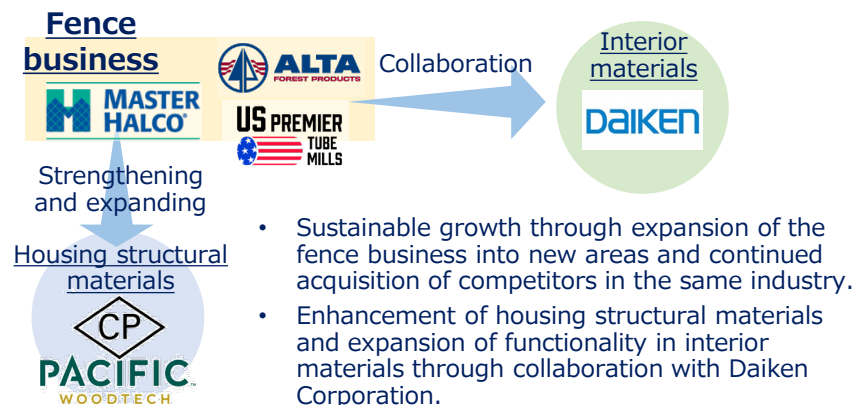 Fence
business
MASTER
HALCO
ALTA
FOREST PRODUCTS
US PREMIER
TUBE
MILLS
Collaboration
Interior
materials
DAIKEN
Strengthening
and expanding
Housing structural
materials
CP
PACIFIC
WOODTECH
• Sustainable growth through expansion of the
fence business into new areas and continued
acquisition of competitors in the same industry.
• Enhancement of housing structural materials
and expansion of functionality in interior
materials through collaboration with Daiken
Corporation.